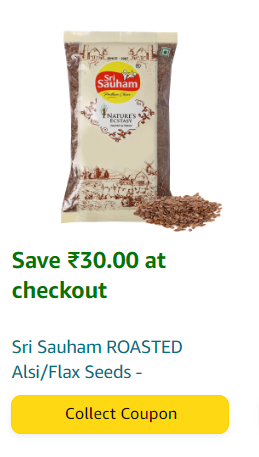 Sri
Sauham
NATURE'S
ECSTASY
Save ₹30.00 at
checkout
Sri Sauham ROASTED
Alsi/Flax Seeds -
Collect Coupon